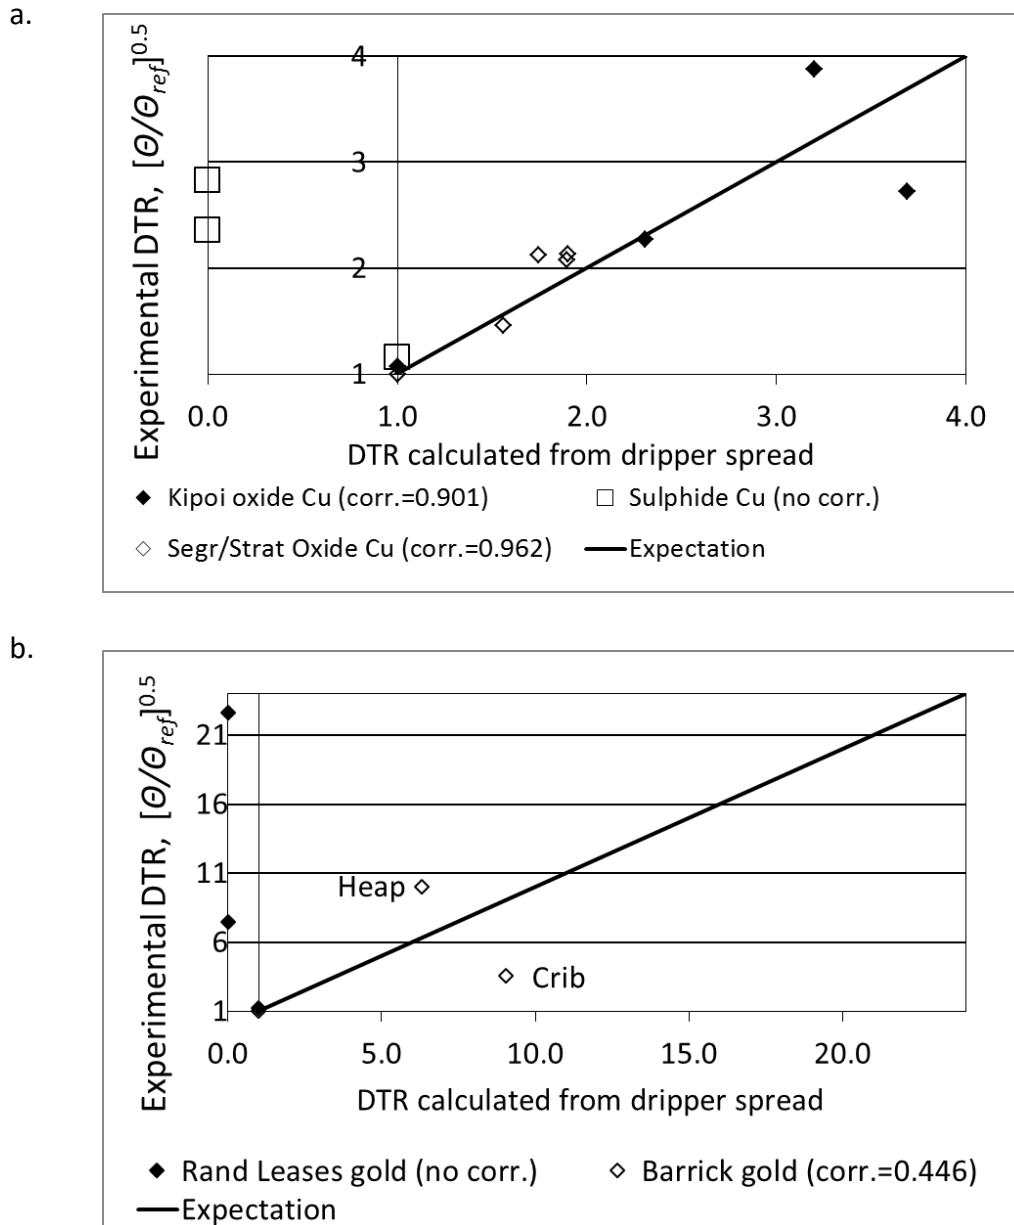 a.
Experimental DTR, [Θ/Θref]0.5
4
3
2
1
0.0 1.0 2.0 3.0 4.0
DTR calculated from dripper spread
Kipoi oxide Cu (corr.=0.901) Sulphide Cu (no corr.)
Segr/Strat Oxide Cu (corr.=0.962) Expectation
b.
Experimental DTR, [Θ/Θref]0.5
21
16
11
Heap
6
Crib
1
0.0 5.0 10.0 15.0 20.0
DTR calculated from dripper spread
Rand Leases gold (no corr.) Barrick gold (corr.=0.446)
Expectation